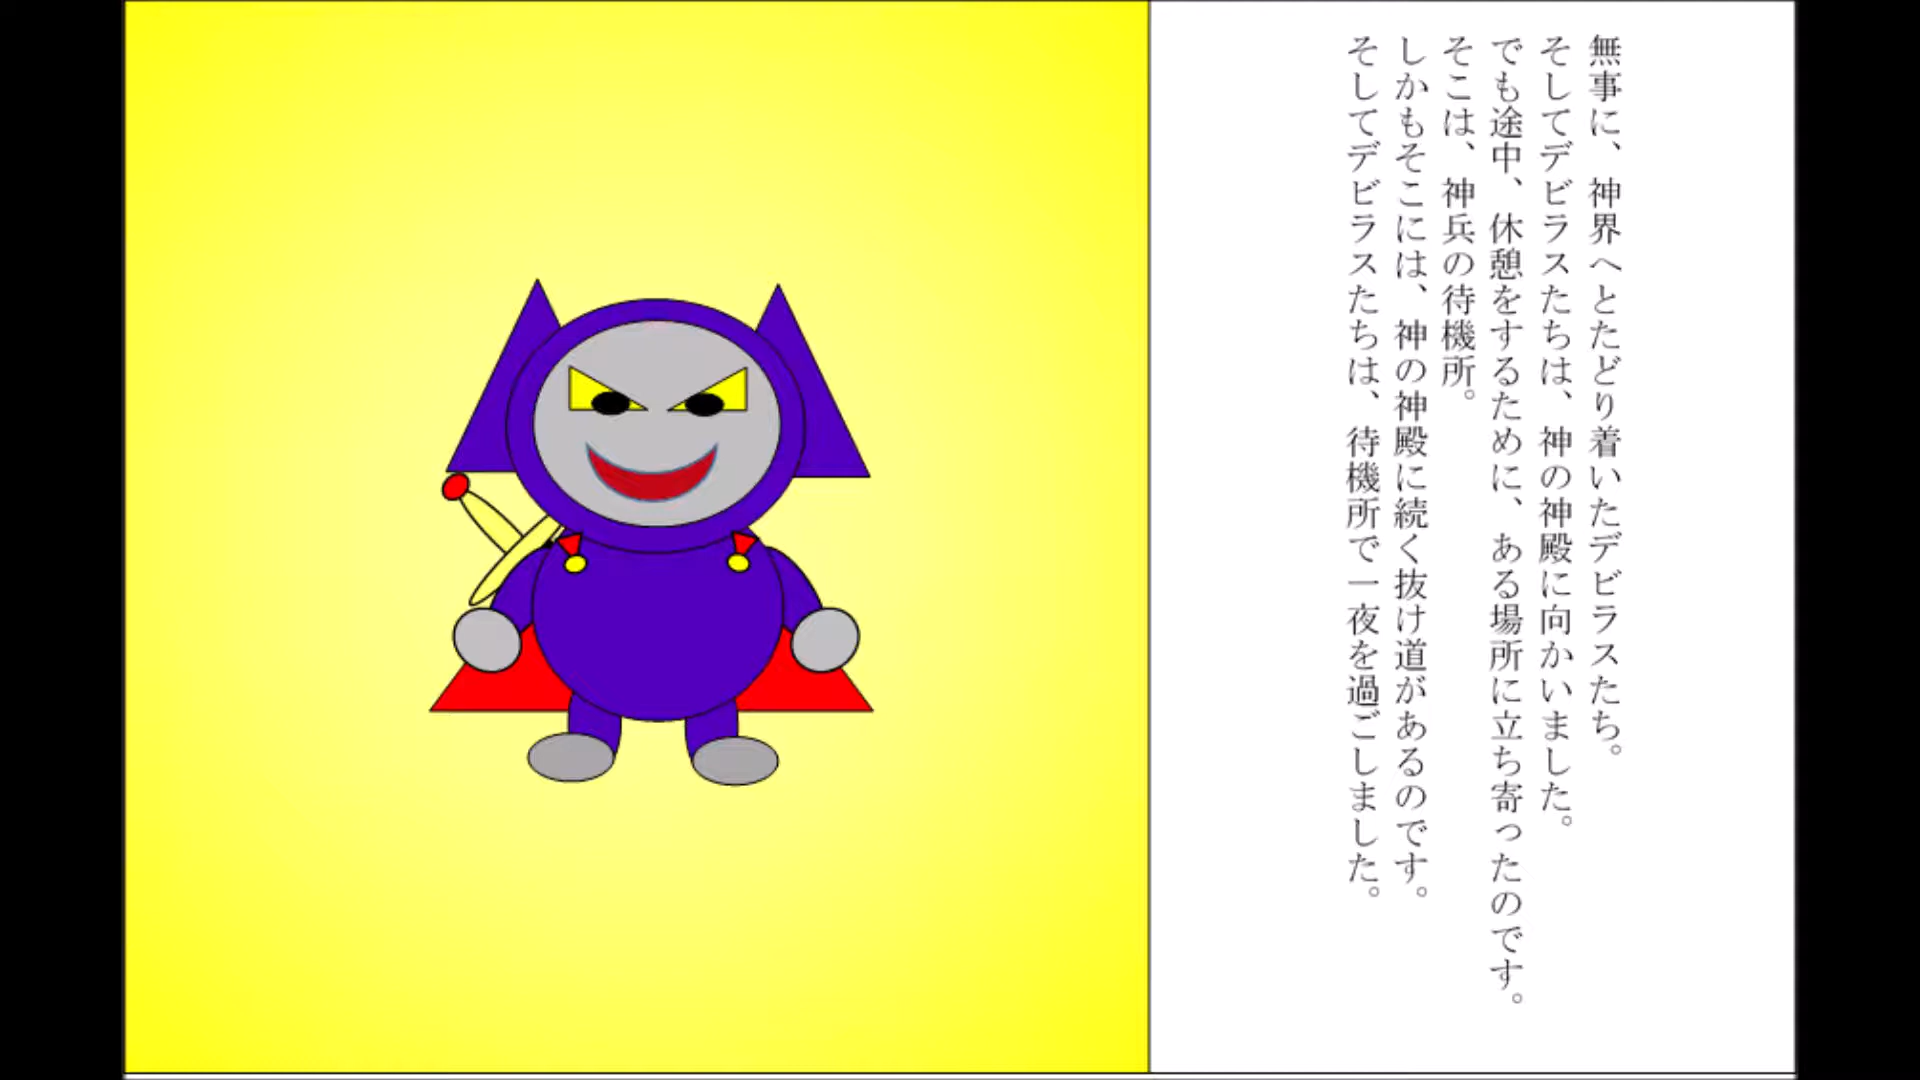 無事に、神界へとたどり着いたデビラスたち。
そしてデビラスたちは、神の神殿に向かいました。
でも途中、休憩をするために、ある場所に立ち寄ったのです。
そこは、神兵の待機所。
しかもそこには、神の神殿に続く抜け道があるのです。
そしてデビラスたちは、待機所で一夜を過ごしました。